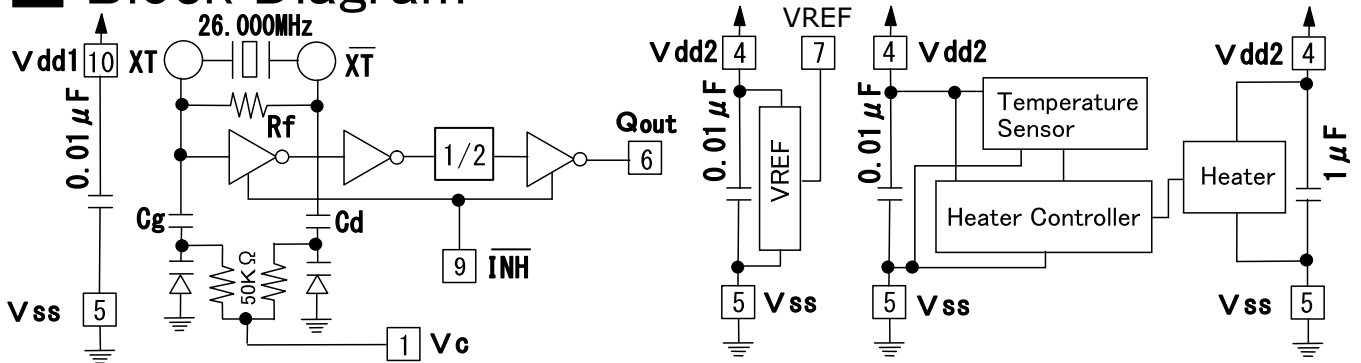 Block Diagram
26.000MHz
Vdd1
10
XT
XT
0.01μF
Rf
Qout
1/2
6
Cg
Cd
50KΩ
9
INH
Vss
5
1
Vc
VREF
Vdd2
4
7
0.01μF
VREF
5
Vss
4
Vdd2
0.01μF
Temperature
Sensor
Heater Controller
5
Vss
Heater
Vdd2
4
1μF
Vss
5